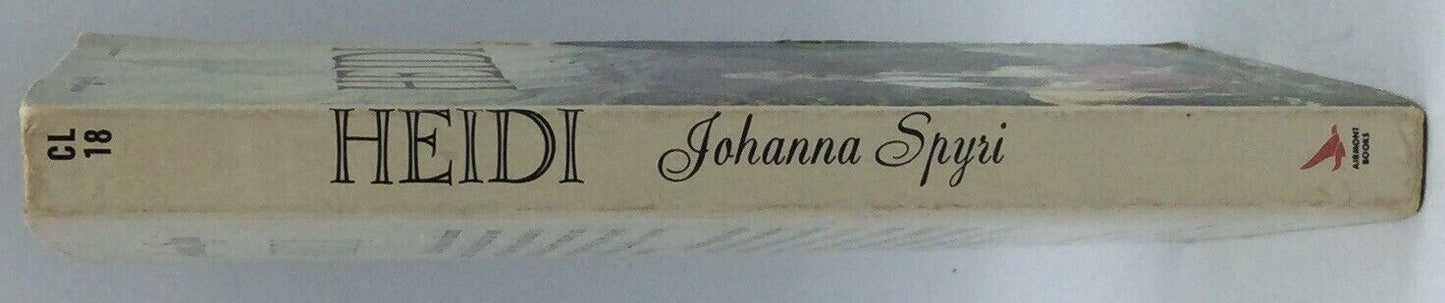 CL
18
HEIDI
Johanna Spyri
AIRMONT
BOOKS